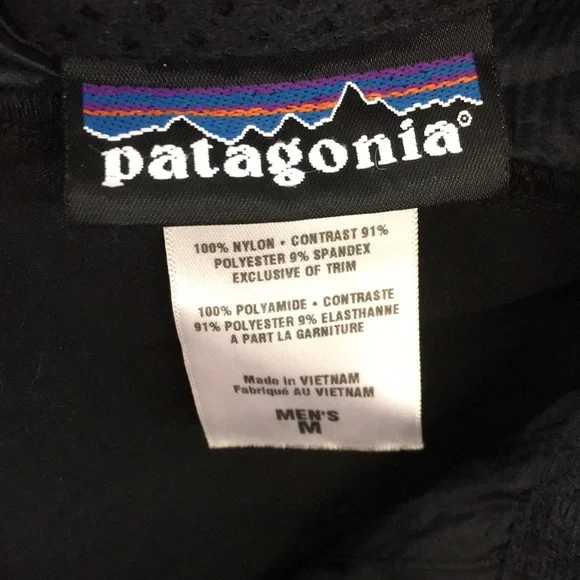 patagonia®
100% NYLON • CONTRAST 91%
POLYESTER 9% SPANDEX
EXCLUSIVE OF TRIM
100% POLYAMIDE • CONTRASTE
91% POLYESTER 9% ELASTHANNE
A PART LA GARNITURE
Made in VIETNAM
Fabriqué AU VIETNAM
MEN'S
M